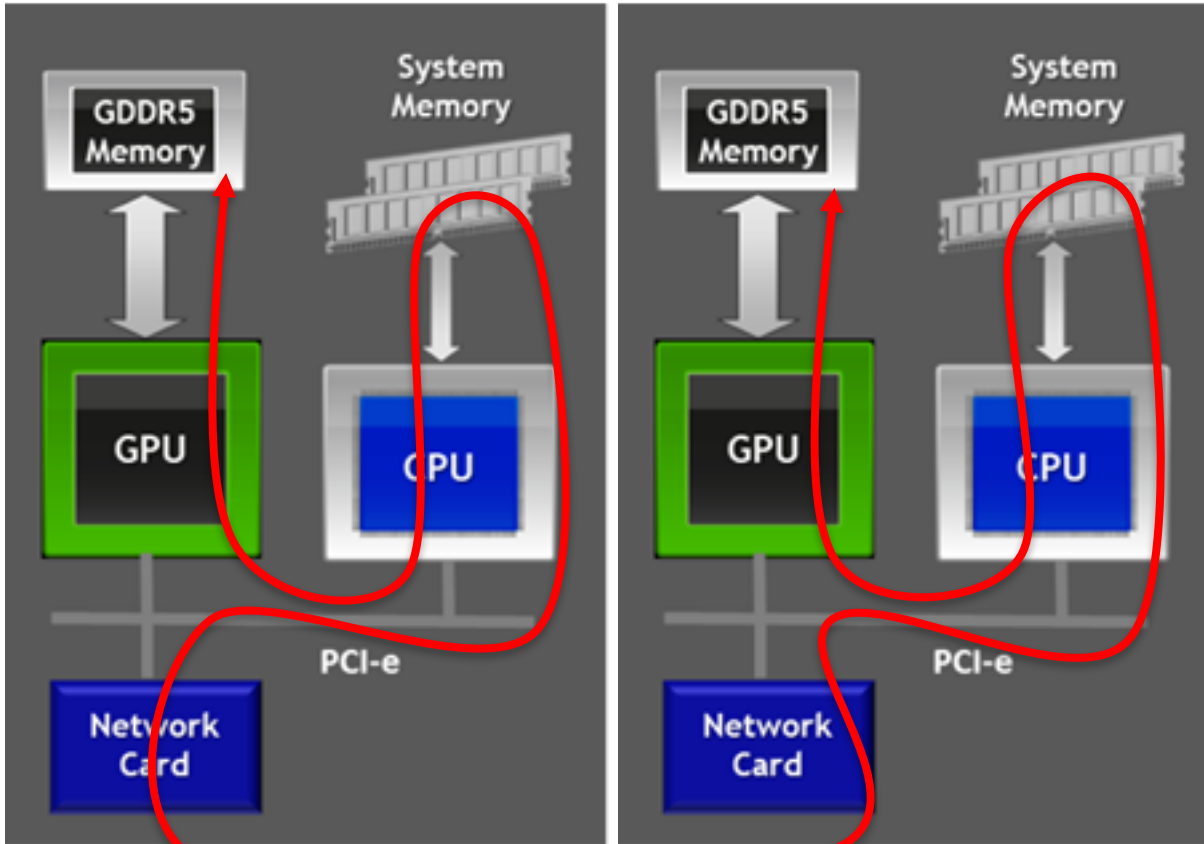 GDDR5
Memory
System
Memory
GPU
CPU
PCI-e
Network
Card
GDDR5
Memory
System
Memory
GPU
CPU
PCI-e
Network
Card